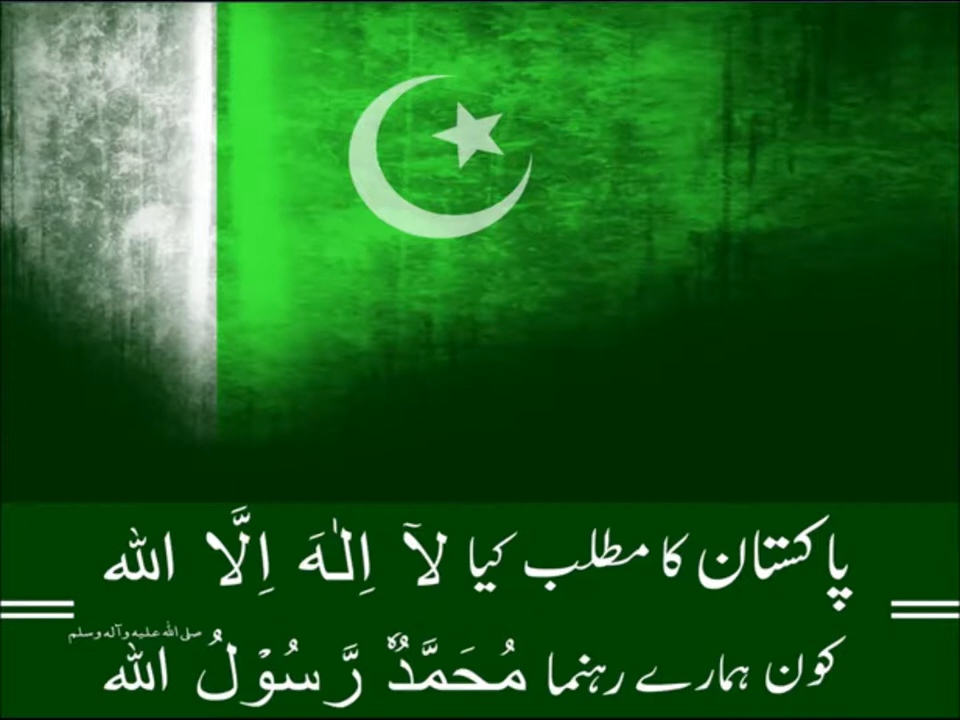 پاکستان کا مطلب کیا لَآ اِلٰهَ اِلَّا اللہ
صلی اللہ علیہ وآلہ وسلم
کون ہمارے رہنما مُحَمَّدٌ رَّسُوْلُ اللہ